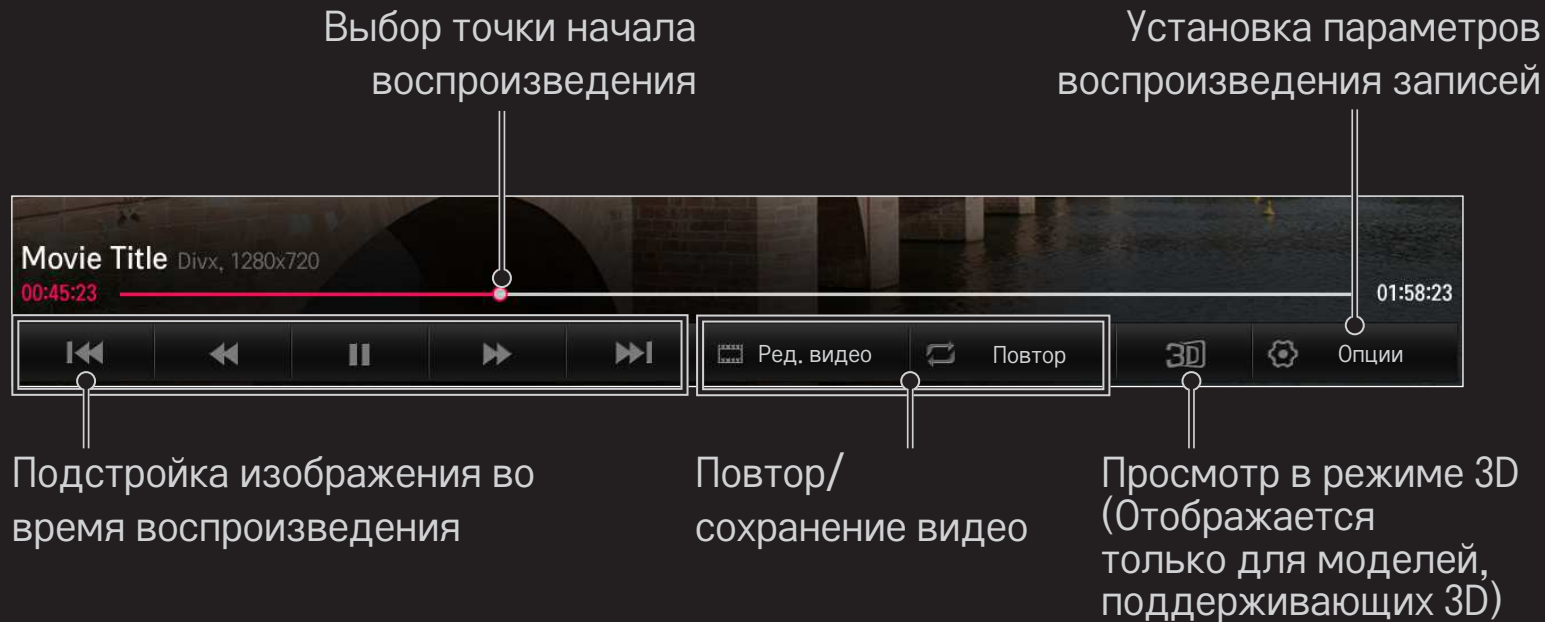 Выбор точки начала
воспроизведения
Установка параметров
воспроизведения записей
Movie Title Divx, 1280x720
00:45:23
01:58:23
Ред. видео
Повтор
3D
Опции
Подстройка изображения во
время воспроизведения
Повтор/
сохранение видео
Просмотр в режиме 3D
(Отображается
только для моделей,
поддерживающих 3D)